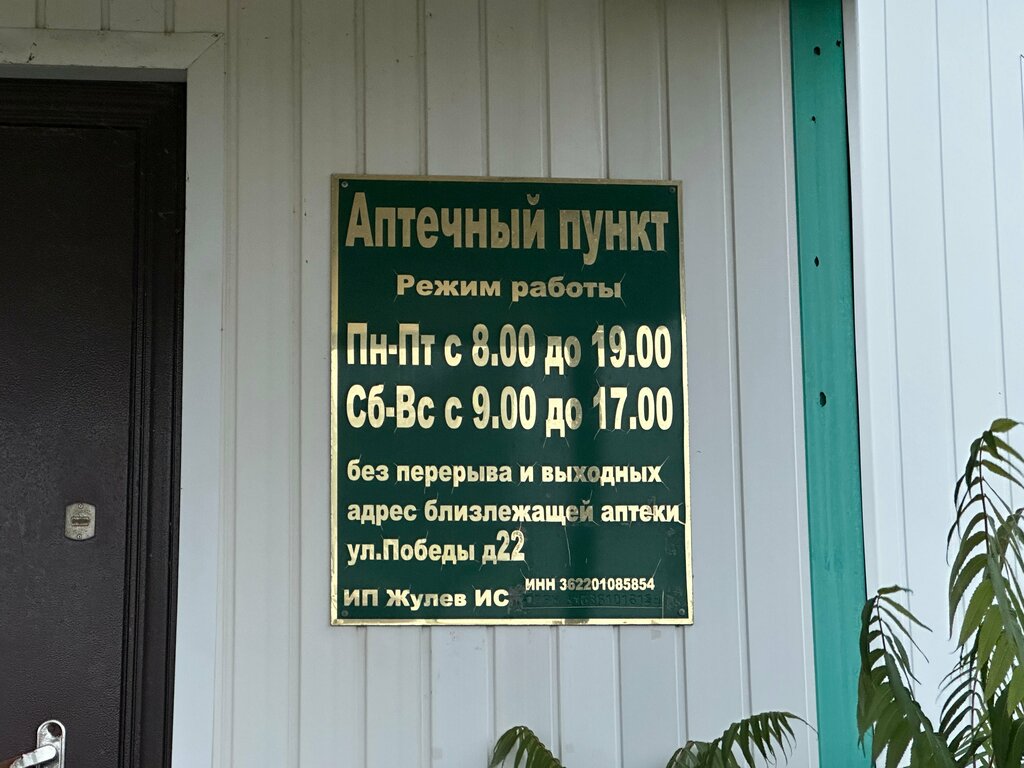 Аптечный пункт
Режим работы
Пн-Пт с 8.00 до 19.00
Сб-Вс с 9.00 до 17.00
без перерыва и выходных
адрес близлежащей аптеки
ул.Победы д22
ИНН 362201085854
ИП Жулев ИС